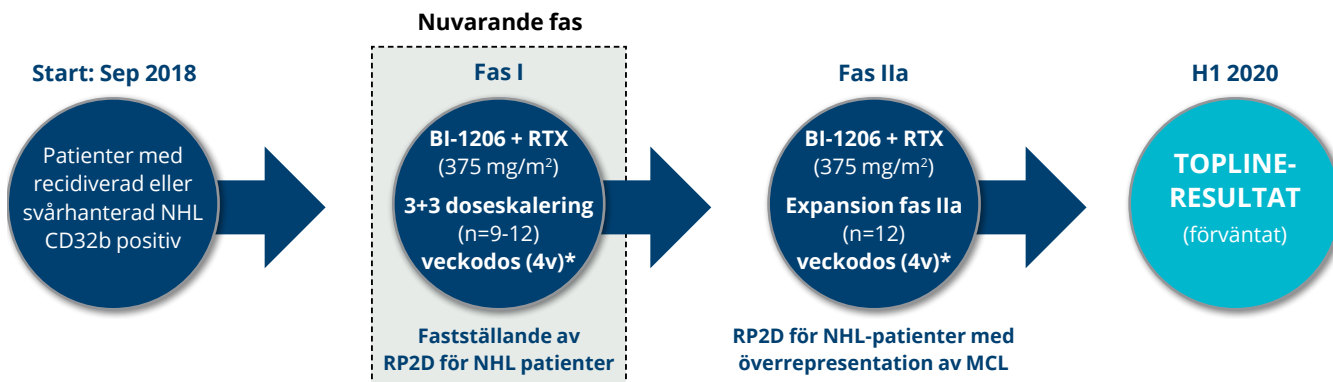 Nuvarande fas
Start: Sep 2018
Patienter med
recidiverad eller
svårhanterad NHL
CD32b positiv
Fas I
BI-1206 + RTX
(375 mg/m²)
3+3 doseskalering
(n=9-12)
veckodos (4v)*
Fastställande av
RP2D för NHL patienter
Fas IIa
BI-1206 + RTX
(375 mg/m²)
Expansion fas IIa
(n=12)
veckodos (4v)*
RP2D för NHL-patienter med
överrepresentation av MCL
H1 2020
TOPLINE-
RESULTAT
(förväntat)